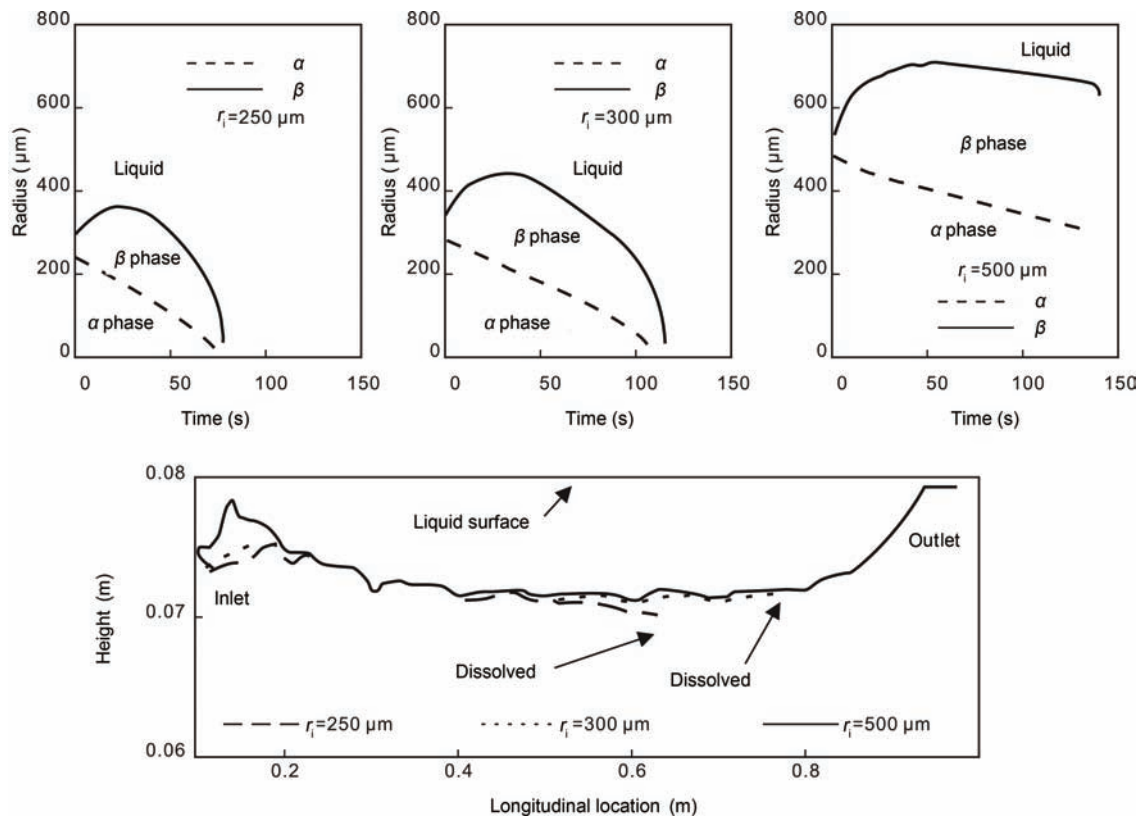 800
600
400
200
0
Radius (µm)
α
β
rᵢ=250 µm
Liquid
β phase
α phase
0
50
100
150
Time (s)
800
600
400
200
0
Radius (µm)
α
β
rᵢ=300 µm
Liquid
β phase
α phase
0
50
100
150
Time (s)
800
600
400
200
0
Radius (µm)
Liquid
β phase
α phase
rᵢ=500 µm
α
β
0
50
100
150
Time (s)
0.08
0.07
0.06
Height (m)
Liquid surface
Outlet
Inlet
Dissolved
Dissolved
rᵢ=250 µm
rᵢ=300 µm
rᵢ=500 µm
0.2
0.4
0.6
0.8
Longitudinal location (m)